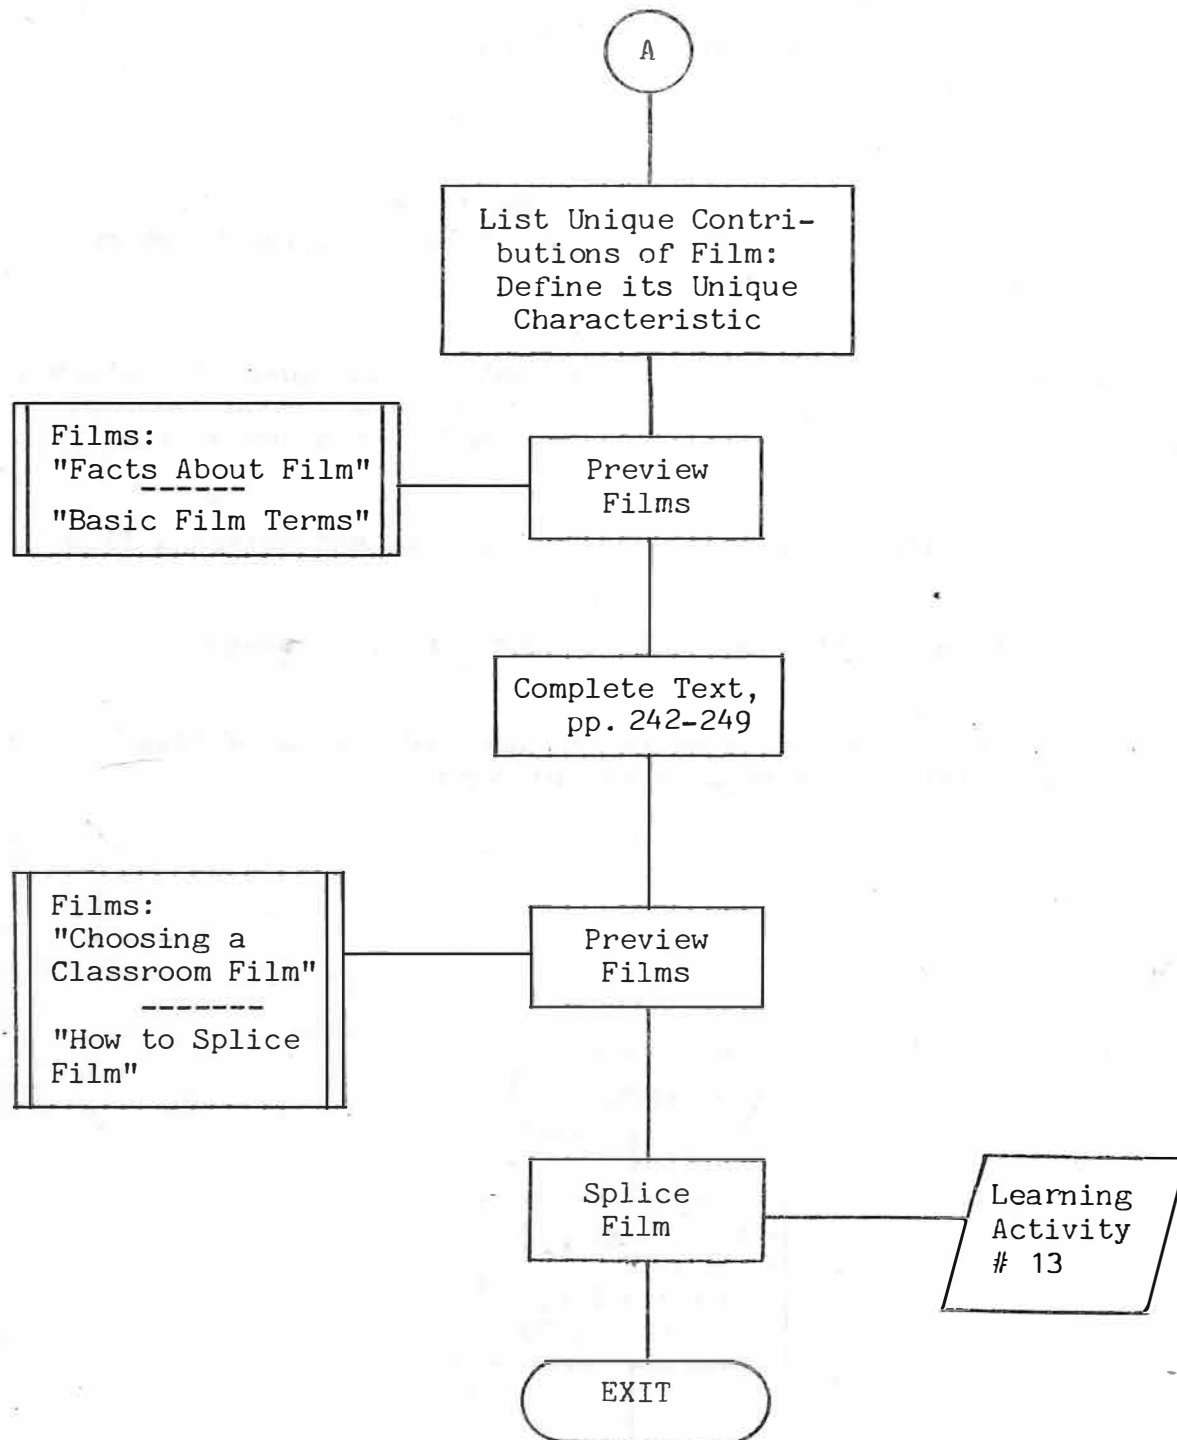 A
List Unique Contri-
butions of Film:
Define its Unique
Characteristic
Films:
"Facts About Film"
------
"Basic Film Terms"
Preview
Films
Complete Text,
pp. 242-249
Films:
"Choosing a
Classroom Film"
-------
"How to Splice
Film"
Preview
Films
Splice
Film
Learning
Activity
# 13
EXIT